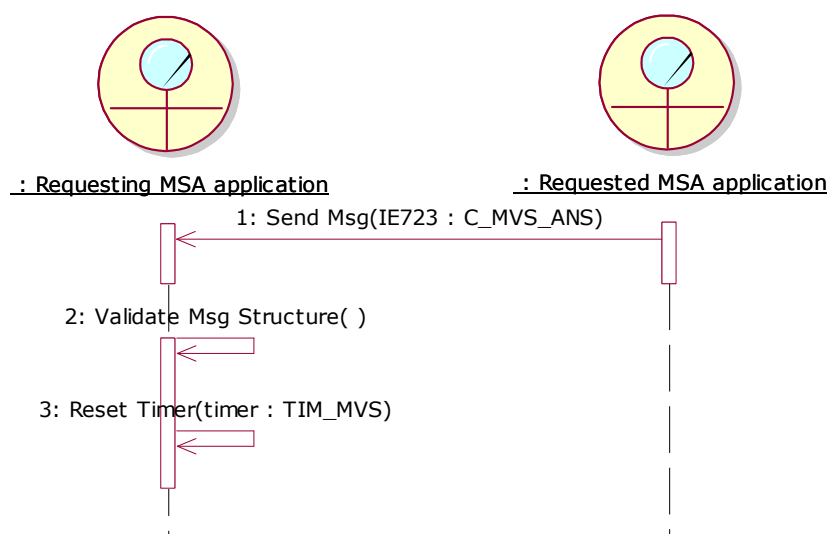 : Requesting MSA application
: Requested MSA application
1: Send Msg(IE723 : C_MVS_ANS)
2: Validate Msg Structure( )
3: Reset Timer(timer : TIM_MVS)